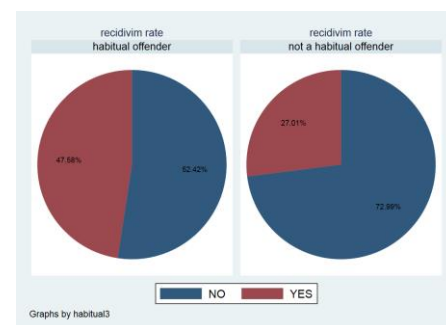 recidivim rate
habitual offender
recidivim rate
not a habitual offender
47.58%
52.42%
27.01%
72.99%
NO
YES
Graphs by habitual3